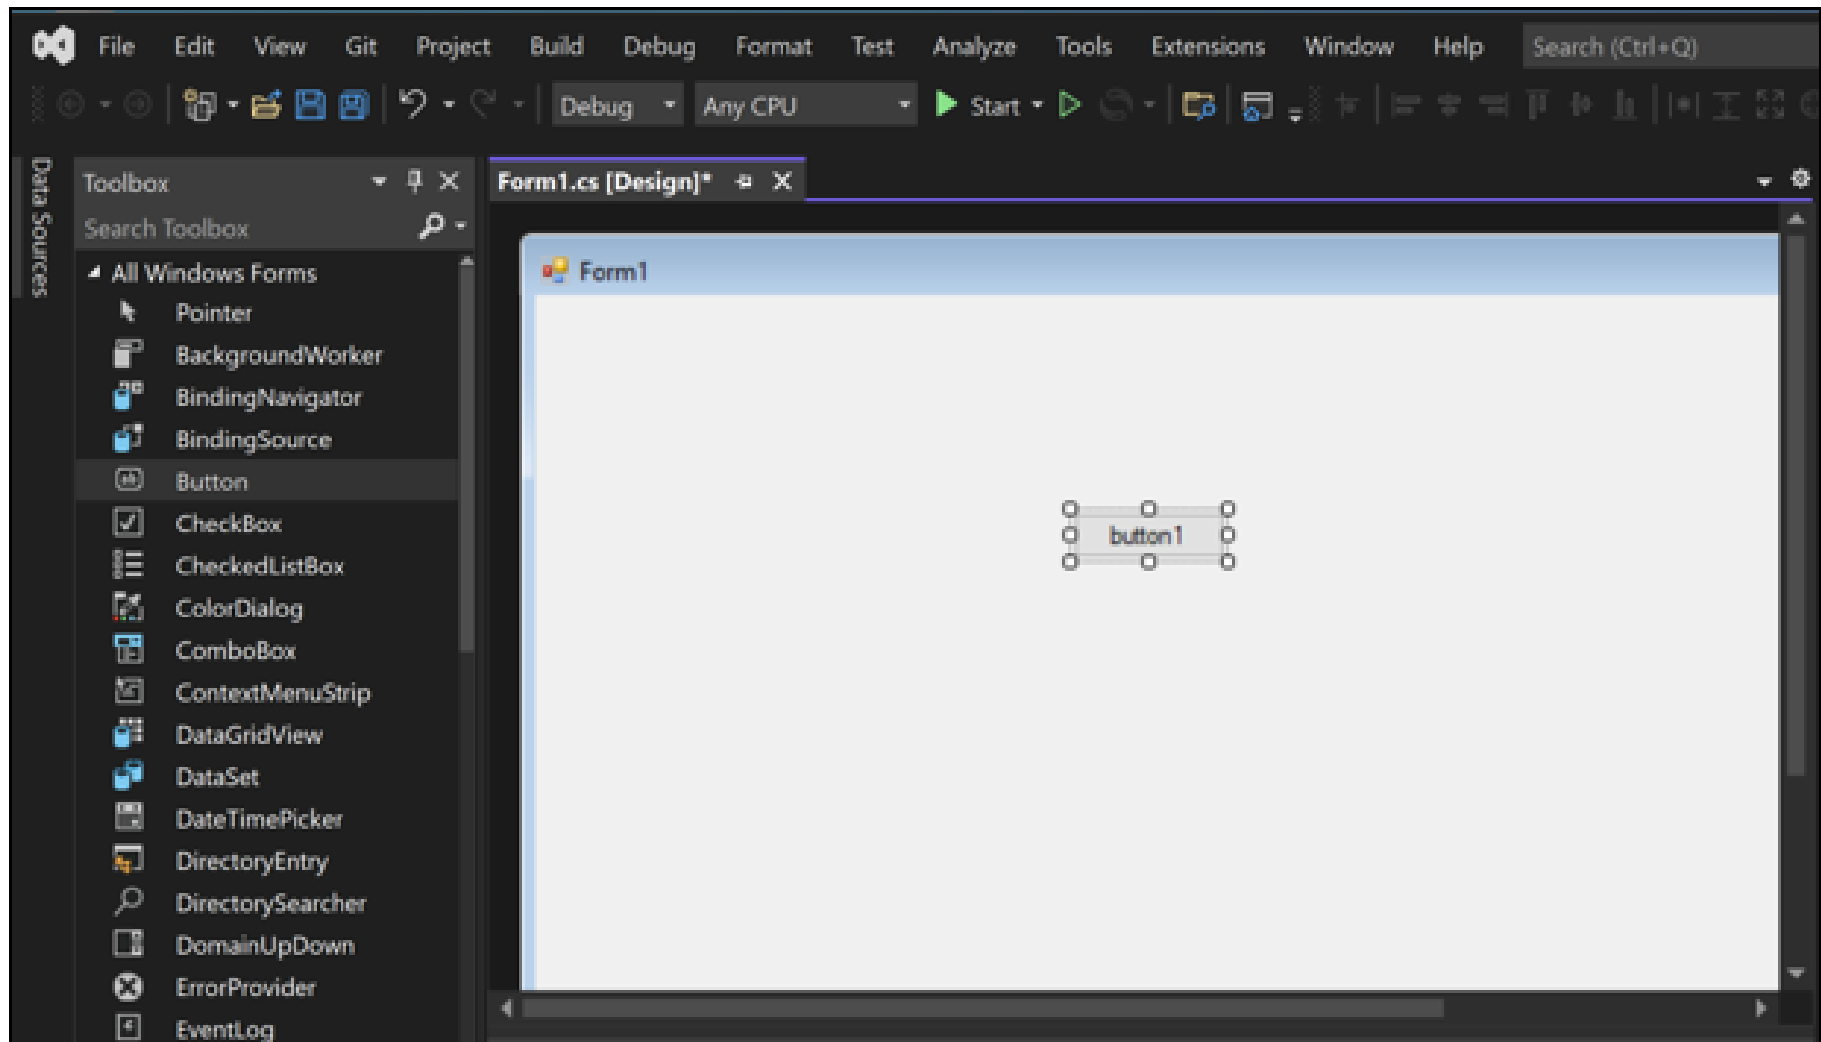 File Edit View Git Project Build Debug Format Test Analyze Tools Extensions Window Help Search (Ctrl+Q)
Debug Any CPU Start
Data Sources
Toolbox
Search Toolbox
All Windows Forms
Pointer
BackgroundWorker
BindingNavigator
BindingSource
Button
CheckBox
CheckedListBox
ColorDialog
ComboBox
ContextMenuStrip
DataGridView
DataSet
DateTimePicker
DirectoryEntry
DirectorySearcher
DomainUpDown
ErrorProvider
EventLog
Form1.cs [Design]*
Form1
button1